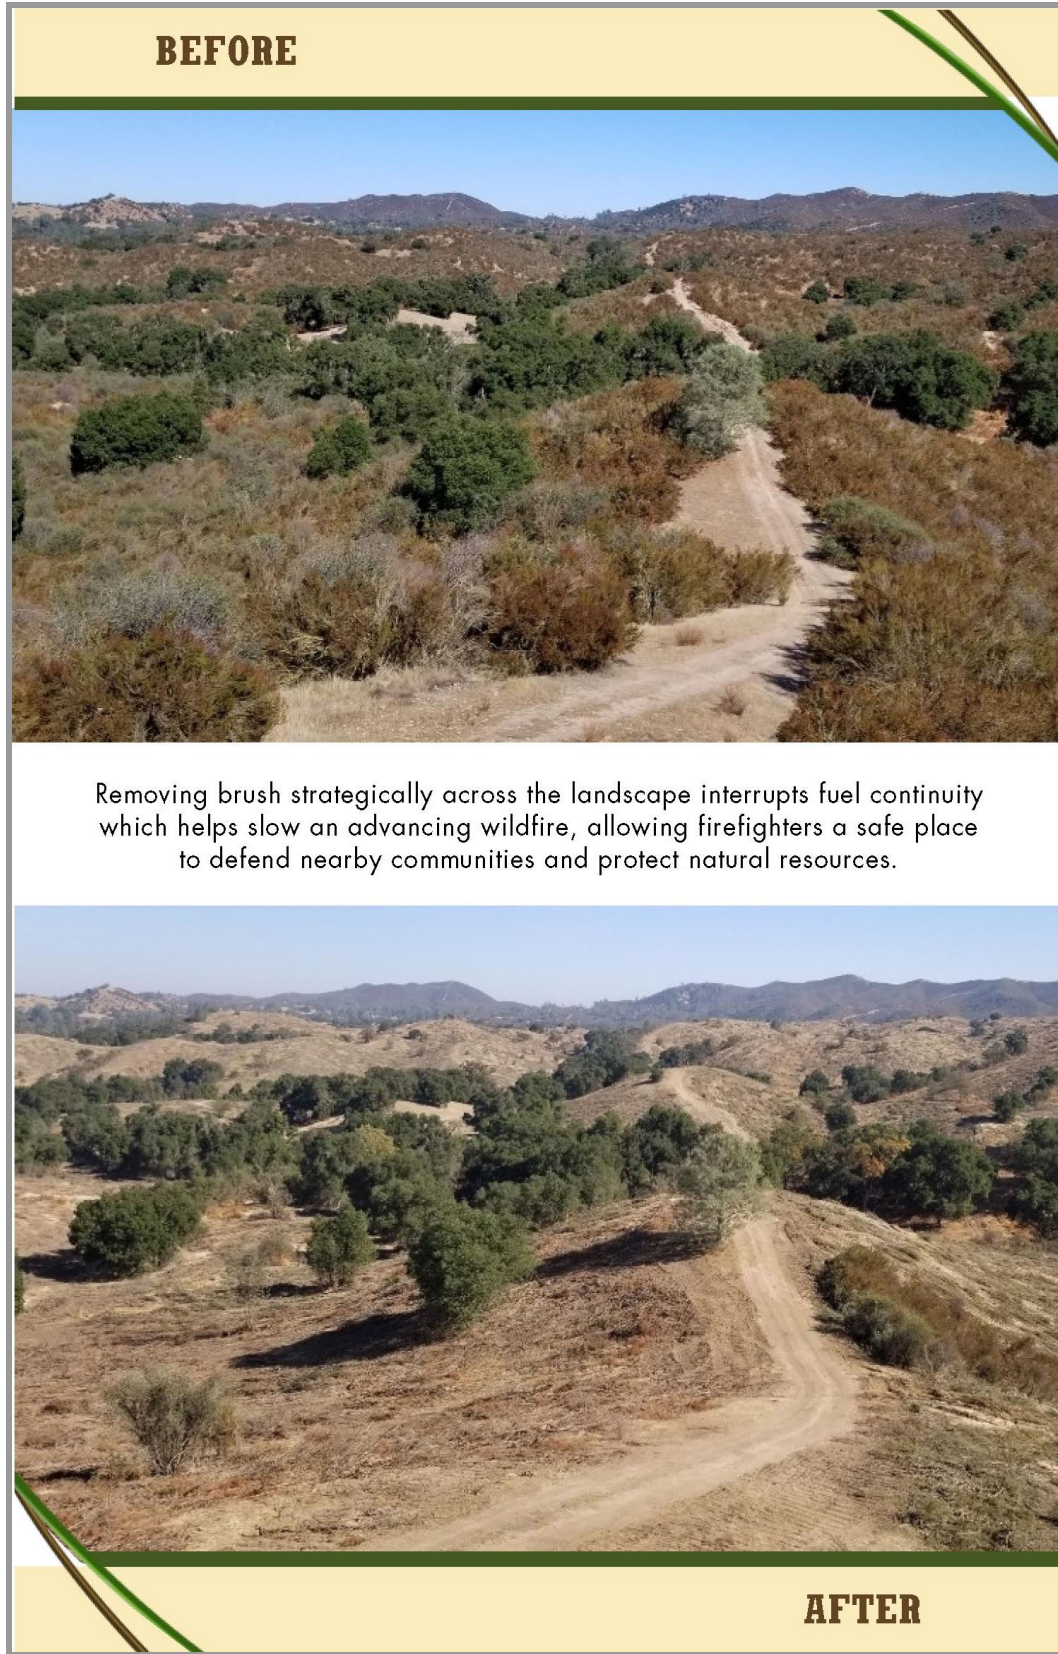 BEFORE
Removing brush strategically across the landscape interrupts fuel continuity
which helps slow an advancing wildfire, allowing firefighters a safe place
to defend nearby communities and protect natural resources.
AFTER